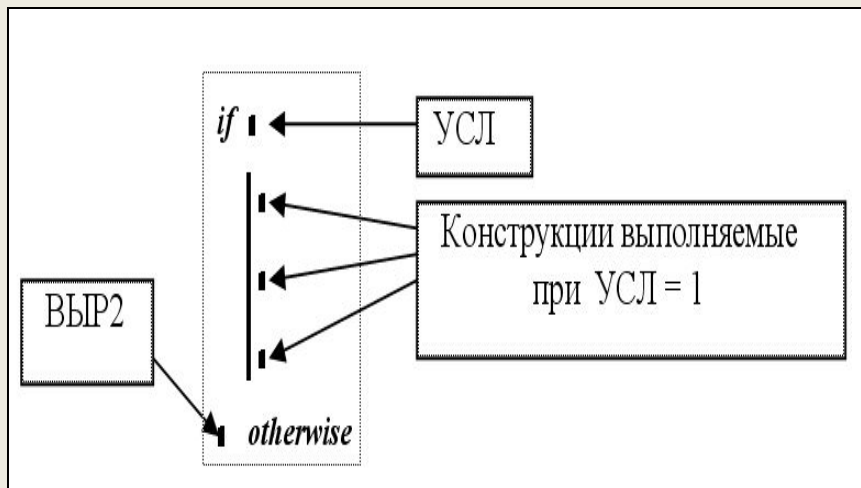 if
УСЛ
Конструкции выполняемые
при УСЛ = 1
ВЫР2
otherwise